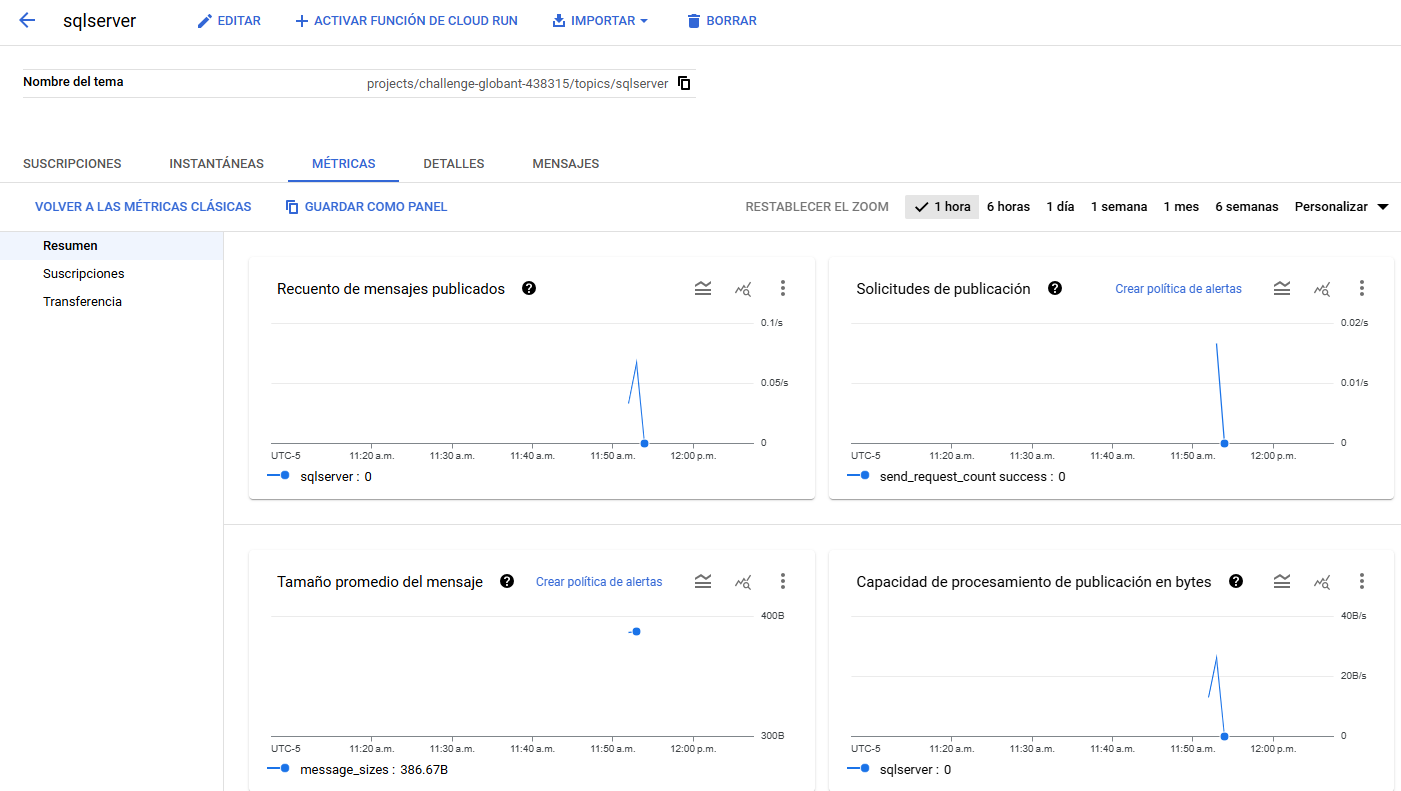 sqlserver EDITAR ACTIVAR FUNCIÓN DE CLOUD RUN IMPORTAR BORRAR
Nombre del tema projects/challenge-globant-438315/topics/sqlserver
SUSCRIPCIONES INSTANTÁNEAS MÉTRICAS DETALLES MENSAJES
VOLVER A LAS MÉTRICAS CLÁSICAS GUARDAR COMO PANEL RESTABLECER EL ZOOM 1 hora 6 horas 1 día 1 semana 1 mes 6 semanas Personalizar
Resumen
Suscripciones
Transferencia
Recuento de mensajes publicados
0.1/s
0.05/s
0
UTC-5 11:20 a.m. 11:30 a.m. 11:40 a.m. 11:50 a.m. 12:00 p.m.
sqlserver : 0
Solicitudes de publicación Crear política de alertas
0.02/s
0.01/s
0
UTC-5 11:20 a.m. 11:30 a.m. 11:40 a.m. 11:50 a.m. 12:00 p.m.
send_request_count success : 0
Tamaño promedio del mensaje Crear política de alertas
400B
300B
UTC-5 11:20 a.m. 11:30 a.m. 11:40 a.m. 11:50 a.m. 12:00 p.m.
message_sizes : 386.67B
Capacidad de procesamiento de publicación en bytes
40B/s
20B/s
0
UTC-5 11:20 a.m. 11:30 a.m. 11:40 a.m. 11:50 a.m. 12:00 p.m.
sqlserver : 0